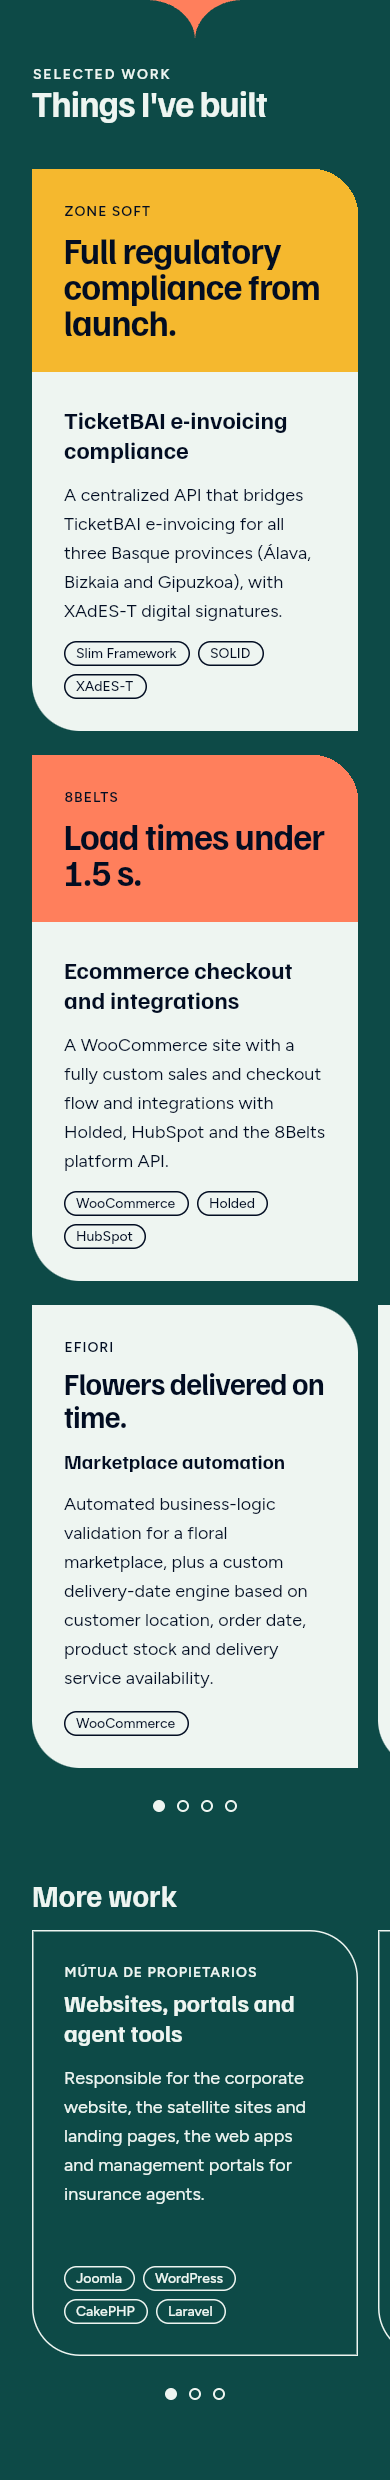 SELECTED WORK
Things I've built
ZONE SOFT
Full regulatory
compliance from
launch.
TicketBAI e-invoicing
compliance
A centralized API that bridges
TicketBAI e-invoicing for all
three Basque provinces (Álava,
Bizkaia and Gipuzkoa), with
XAdES-T digital signatures.
Slim Framework SOLID
XAdES-T
8BELTS
Load times under
1.5 s.
Ecommerce checkout
and integrations
A WooCommerce site with a
fully custom sales and checkout
flow and integrations with
Holded, HubSpot and the 8Belts
platform API.
WooCommerce Holded
HubSpot
EFIORI
Flowers delivered on
time.
Marketplace automation
Automated business-logic
validation for a floral
marketplace, plus a custom
delivery-date engine based on
customer location, order date,
product stock and delivery
service availability.
WooCommerce
More work
MÚTUA DE PROPIETARIOS
Websites, portals and
agent tools
Responsible for the corporate
website, the satellite sites and
landing pages, the web apps
and management portals for
insurance agents.
Joomla WordPress
CakePHP Laravel